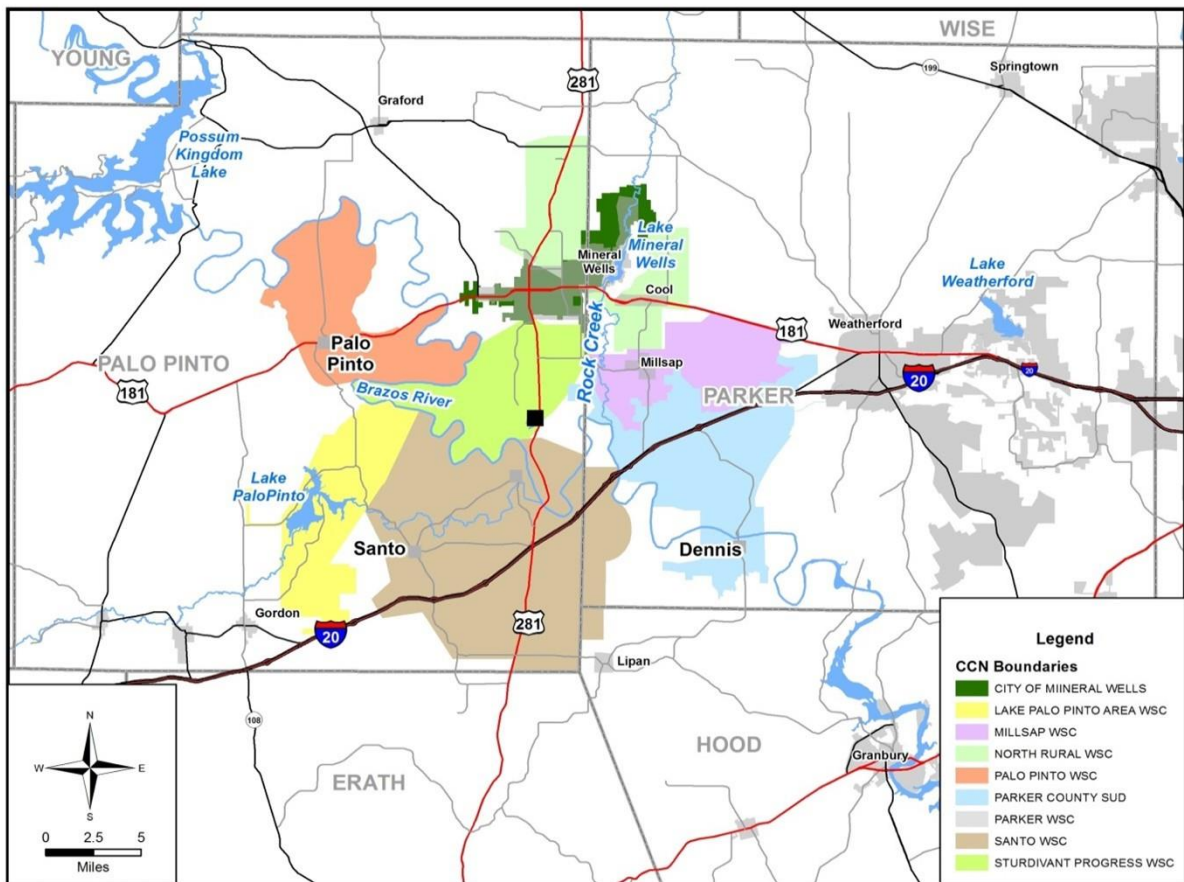 YOUNG
WISE
281
199
Springtown
Graford
Possum
Kingdom
Lake
Lake
Mineral
Wells
Mineral
Wells
Cool
Lake
Weatherford
181
Weatherford
Palo
Pinto
PALO PINTO
181
Rock Creek
Millsap
PARKER
20
20
Brazos River
Lake
PaloPinto
Santo
Dennis
Gordon
20
281
Lipan
108
HOOD
Granbury
ERATH
N
W
E
S
0 2.5 5
Miles
Legend
CCN Boundaries
CITY OF MIINERAL WELLS
LAKE PALO PINTO AREA WSC
MILLSAP WSC
NORTH RURAL WSC
PALO PINTO WSC
PARKER COUNTY SUD
PARKER WSC
SANTO WSC
STURDIVANT PROGRESS WSC